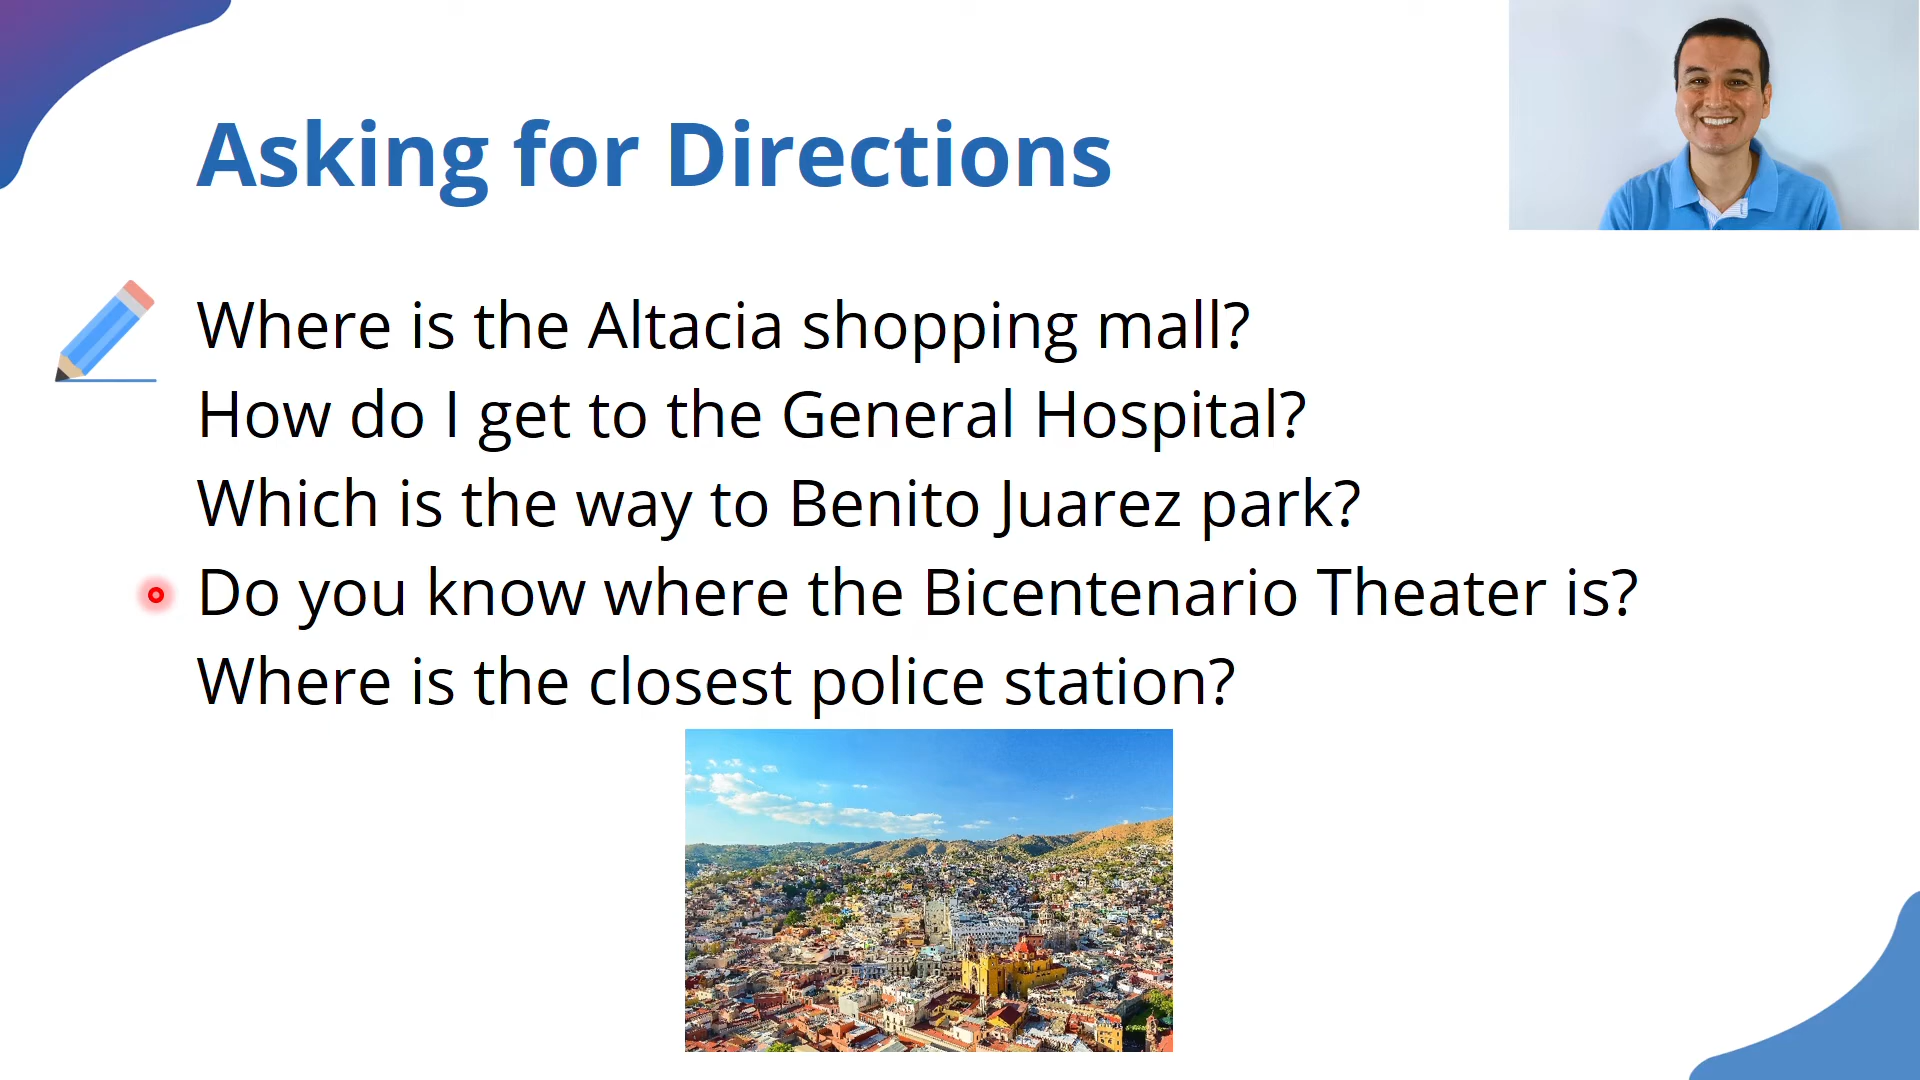 Asking for Directions
Where is the Altacia shopping mall?
How do I get to the General Hospital?
Which is the way to Benito Juarez park?
Do you know where the Bicentenario Theater is?
Where is the closest police station?